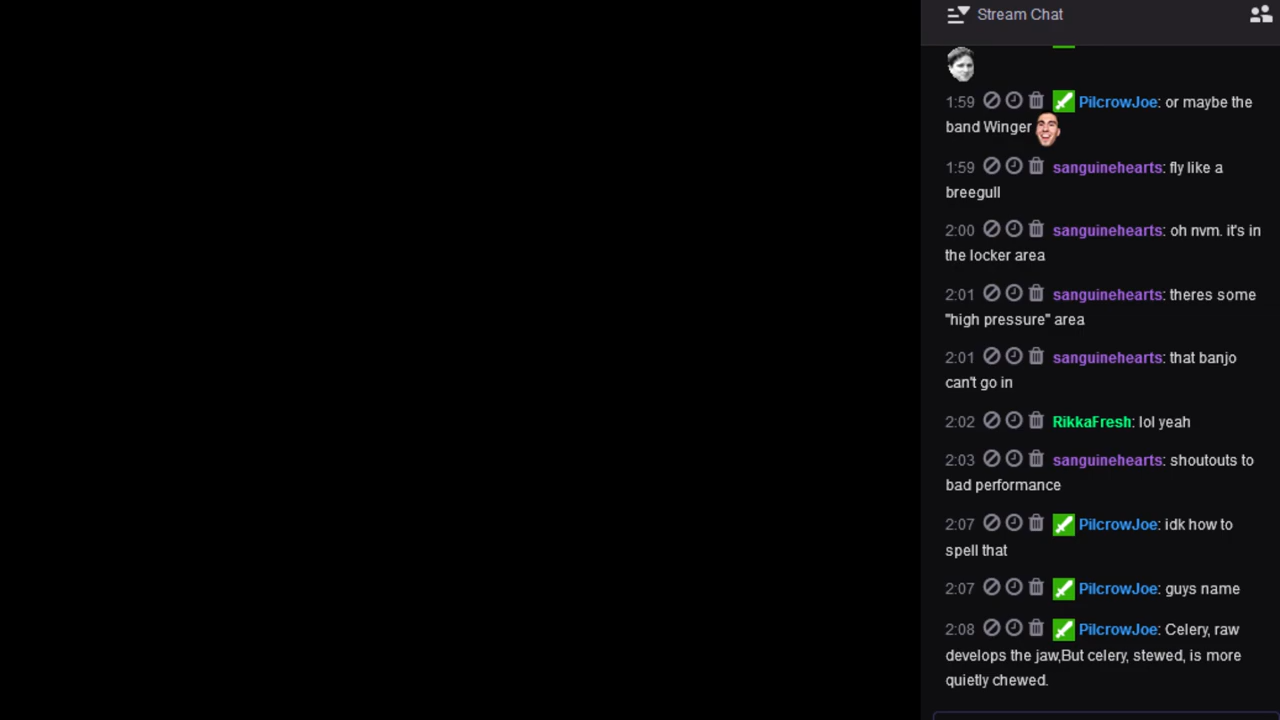 Stream Chat
1:59 PilcrowJoe: or maybe the
band Winger
1:59 sanguinehearts: fly like a
breegull
2:00 sanguinehearts: oh nvm. it's in
the locker area
2:01 sanguinehearts: theres some
"high pressure" area
2:01 sanguinehearts: that banjo
can't go in
2:02 RikkaFresh: lol yeah
2:03 sanguinehearts: shoutouts to
bad performance
2:07 PilcrowJoe: idk how to
spell that
2:07 PilcrowJoe: guys name
2:08 PilcrowJoe: Celery, raw
develops the jaw,But celery, stewed, is more
quietly chewed.